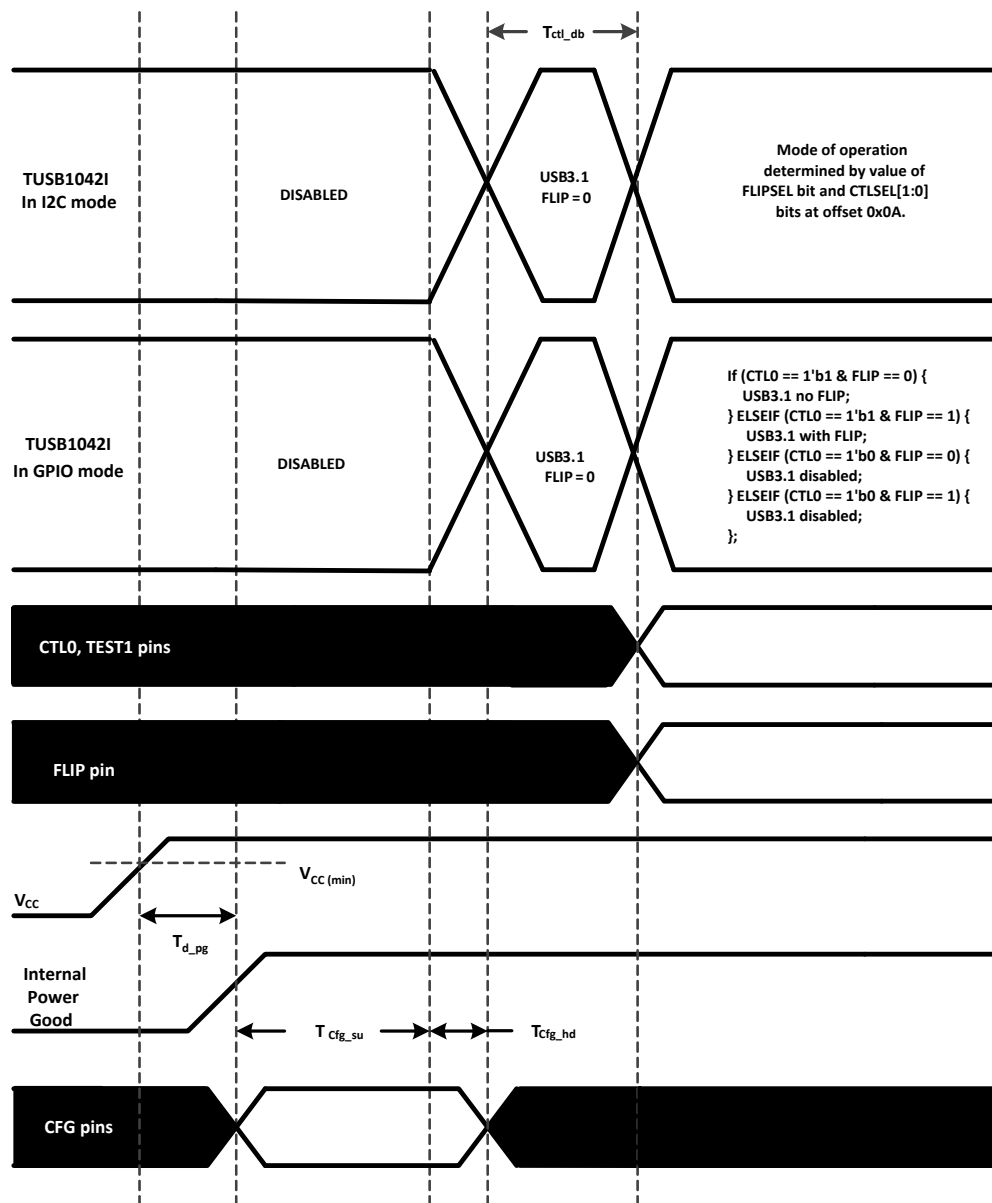 Tctl_db
TUSB1042I
In I2C mode
DISABLED
USB3.1
FLIP = 0
Mode of operation
determined by value of
FLIPSEL bit and CTLSEL[1:0]
bits at offset 0x0A.
TUSB1042I
In GPIO mode
DISABLED
USB3.1
FLIP = 0
If (CTL0 == 1'b1 & FLIP == 0) {
USB3.1 no FLIP;
} ELSEIF (CTL0 == 1'b1 & FLIP == 1) {
USB3.1 with FLIP;
} ELSEIF (CTL0 == 1'b0 & FLIP == 0) {
USB3.1 disabled;
} ELSEIF (CTL0 == 1'b0 & FLIP == 1) {
USB3.1 disabled;
};
CTL0, TEST1 pins
FLIP pin
VCC (min)
VCC
Td_pg
Internal
Power
Good
T Cfg_su
TCfg_hd
CFG pins